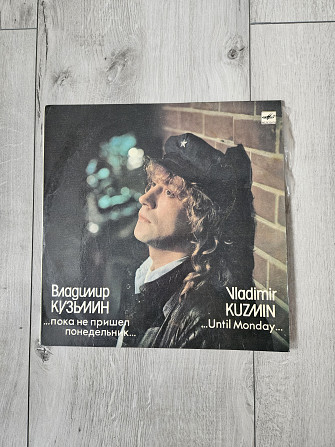 Владимир
КУЗЬМИН
...пока не пришел
понедельник...
Vladimir
KUZMIN
...Until Monday...